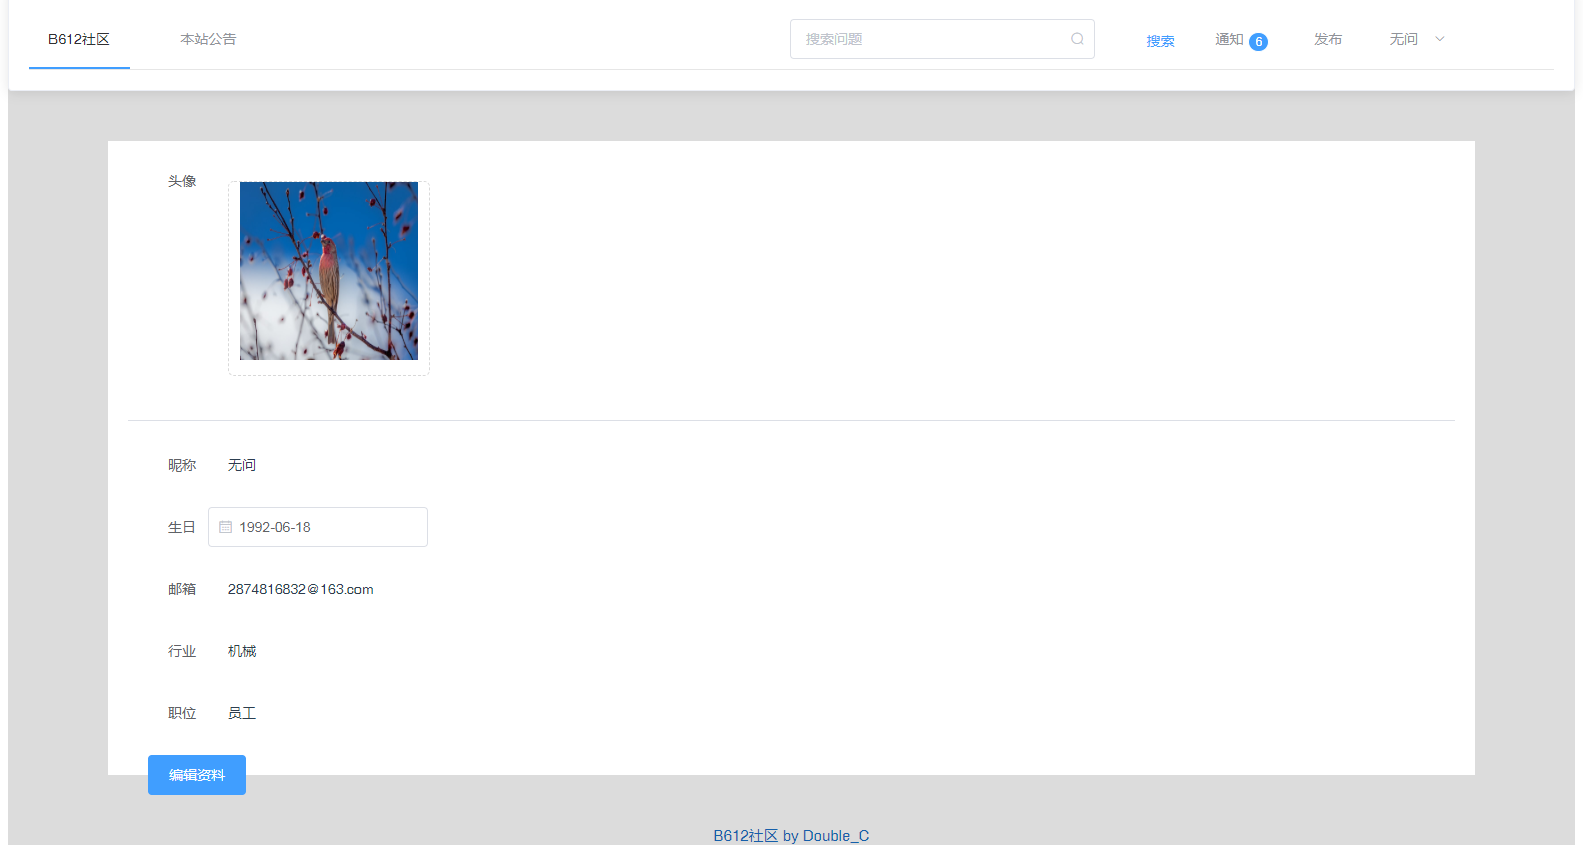 B612社区 本站公告 搜索问题 搜索 通知 6 发布 无问
头像
昵称 无问
生日 1992-06-18
邮箱 2874816832@163.com
行业 机械
职位 员工
编辑资料
B612社区 by Double_C